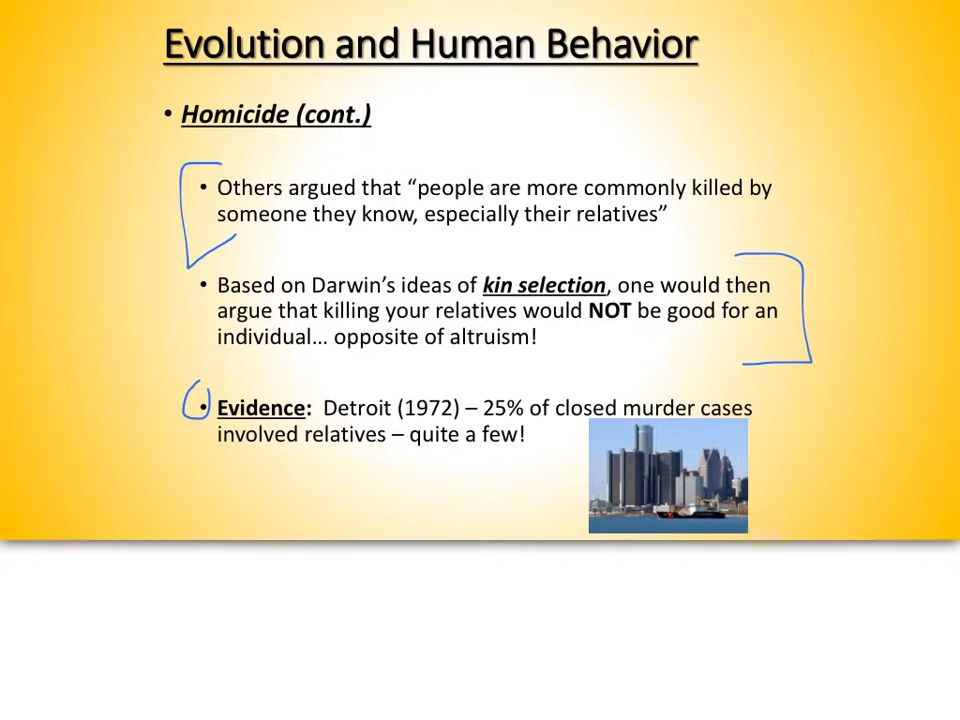 Evolution and Human Behavior
• Homicide (cont.)
• Others argued that “people are more commonly killed by
someone they know, especially their relatives”
• Based on Darwin’s ideas of kin selection, one would then
argue that killing your relatives would NOT be good for an
individual… opposite of altruism!
• Evidence: Detroit (1972) – 25% of closed murder cases
involved relatives – quite a few!